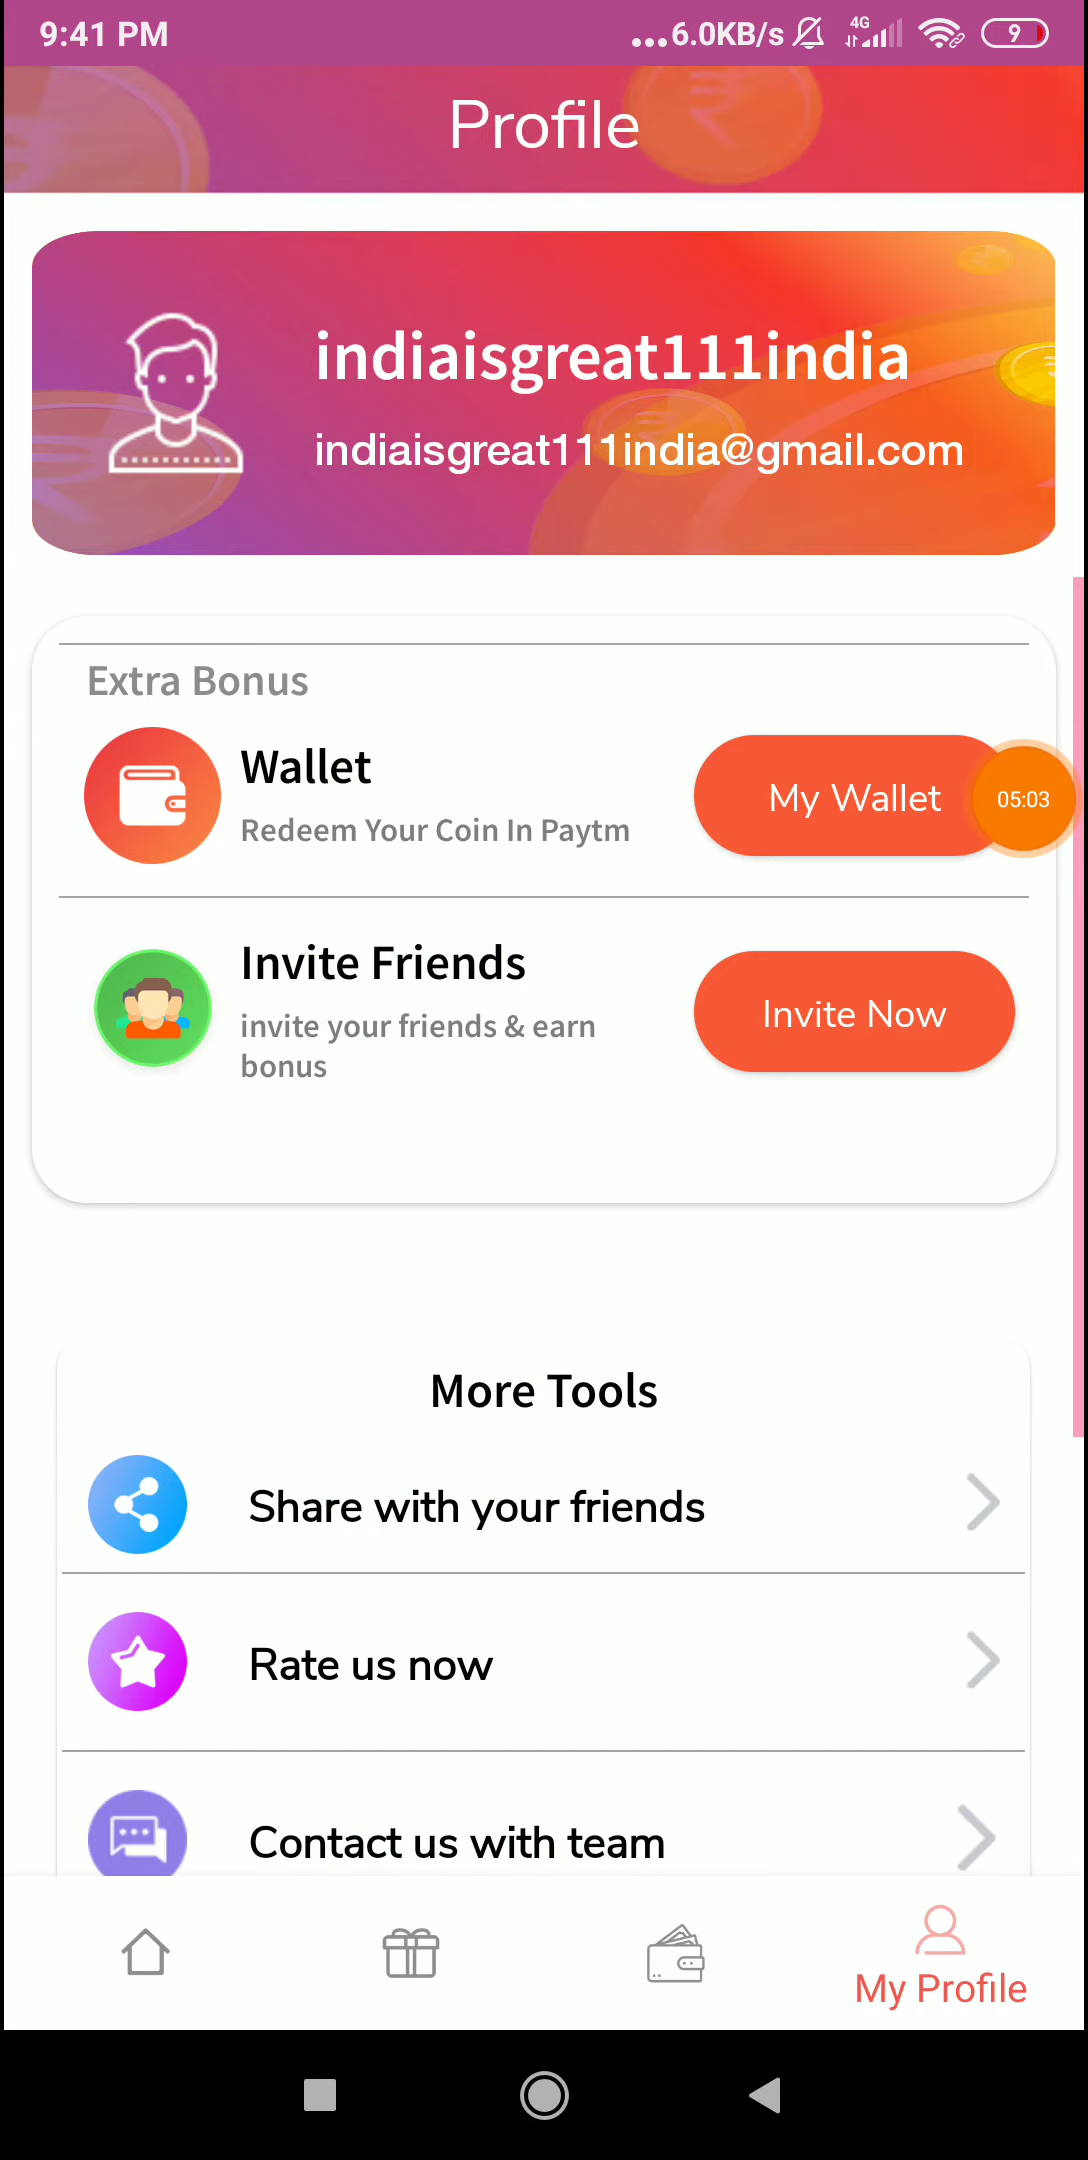 9:41 PM
...6.0KB/s 4G 9
Profile
indiaisgreat111india
indiaisgreat111india@gmail.com
Extra Bonus
Wallet
Redeem Your Coin In Paytm
My Wallet
05:03
Invite Friends
invite your friends & earn
bonus
Invite Now
More Tools
Share with your friends
Rate us now
Contact us with team
My Profile